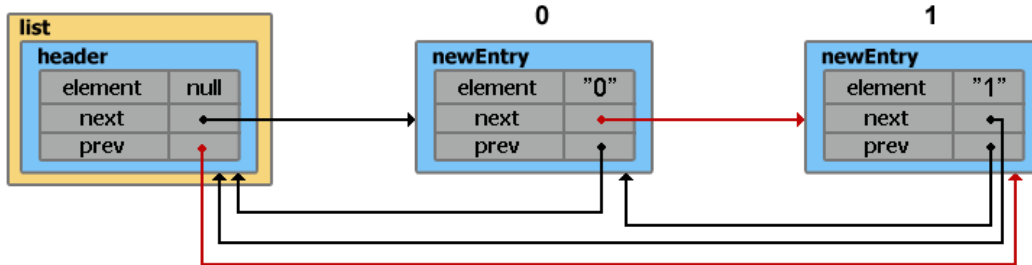 0 1
list
header
element null
next
prev
newEntry
element "0"
next
prev
newEntry
element "1"
next
prev